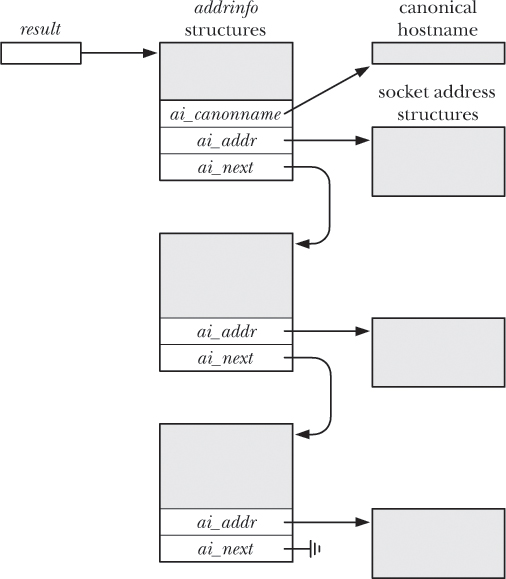 result
addrinfo
structures
canonical
hostname
ai_canonname
socket address
structures
ai_addr
ai_next
ai_addr
ai_next
ai_addr
ai_next